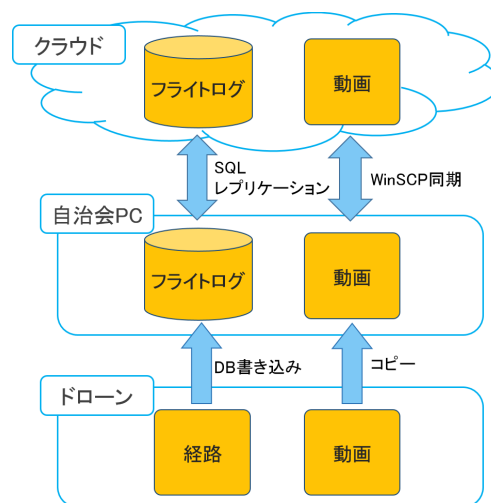 クラウド
フライトログ
動画
SQL
レプリケーション
WinSCP同期
自治会PC
フライトログ
動画
DB書き込み
コピー
ドローン
経路
動画